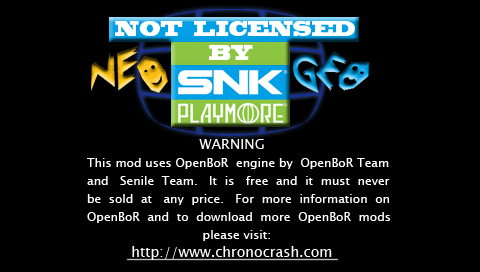 NOT LICENSED
BY
NEO SNK GEO
PLAYMORE
WARNING
This mod uses OpenBoR engine by OpenBoR Team
and Senile Team. It is free and it must never
be sold at any price. For more information on
OpenBoR and to download more OpenBoR mods
please visit:
http://www.chronocrash.com